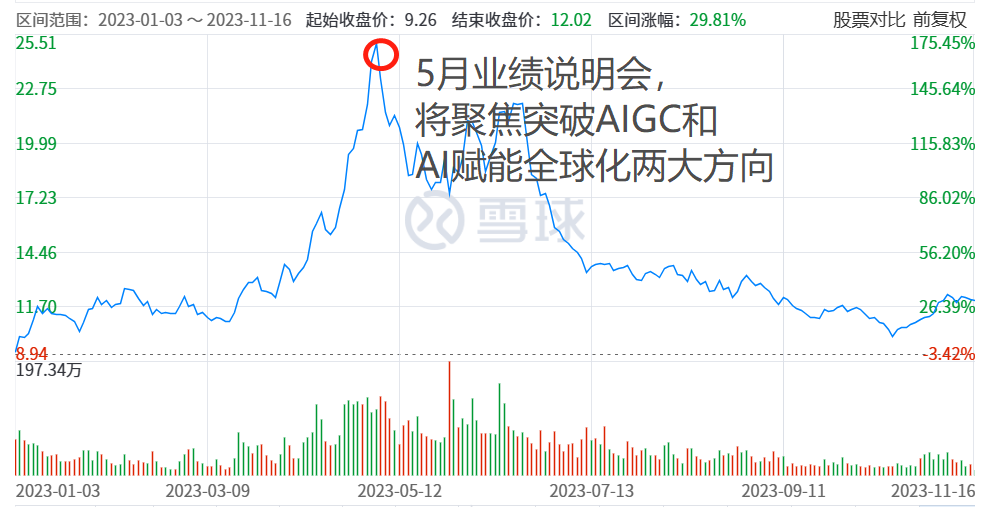 区间范围：2023-01-03 ～ 2023-11-16 起始收盘价：9.26 结束收盘价：12.02 区间涨幅：29.81% 股票对比 前复权
25.51 175.45%
5月业绩说明会，
22.75 145.64%
将聚焦突破AIGC和
19.99 115.83%
AI赋能全球化两大方向
17.23 86.02%
雪球
14.46 56.20%
11.70 26.39%
8.94 -3.42%
197.34万
2023-01-03 2023-03-09 2023-05-12 2023-07-13 2023-09-11 2023-11-16